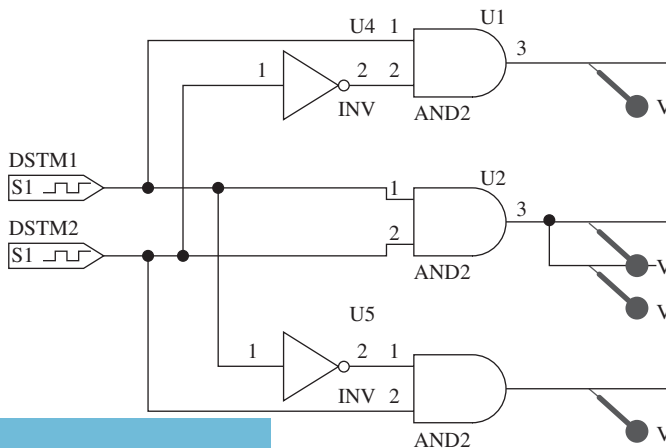 U4 1 U1
3
1 2 2
INV
AND2
V
DSTM1
S1
1 U2
3
DSTM2
S1
2
AND2
V
V
U5
1 2 1
INV 2
AND2
V